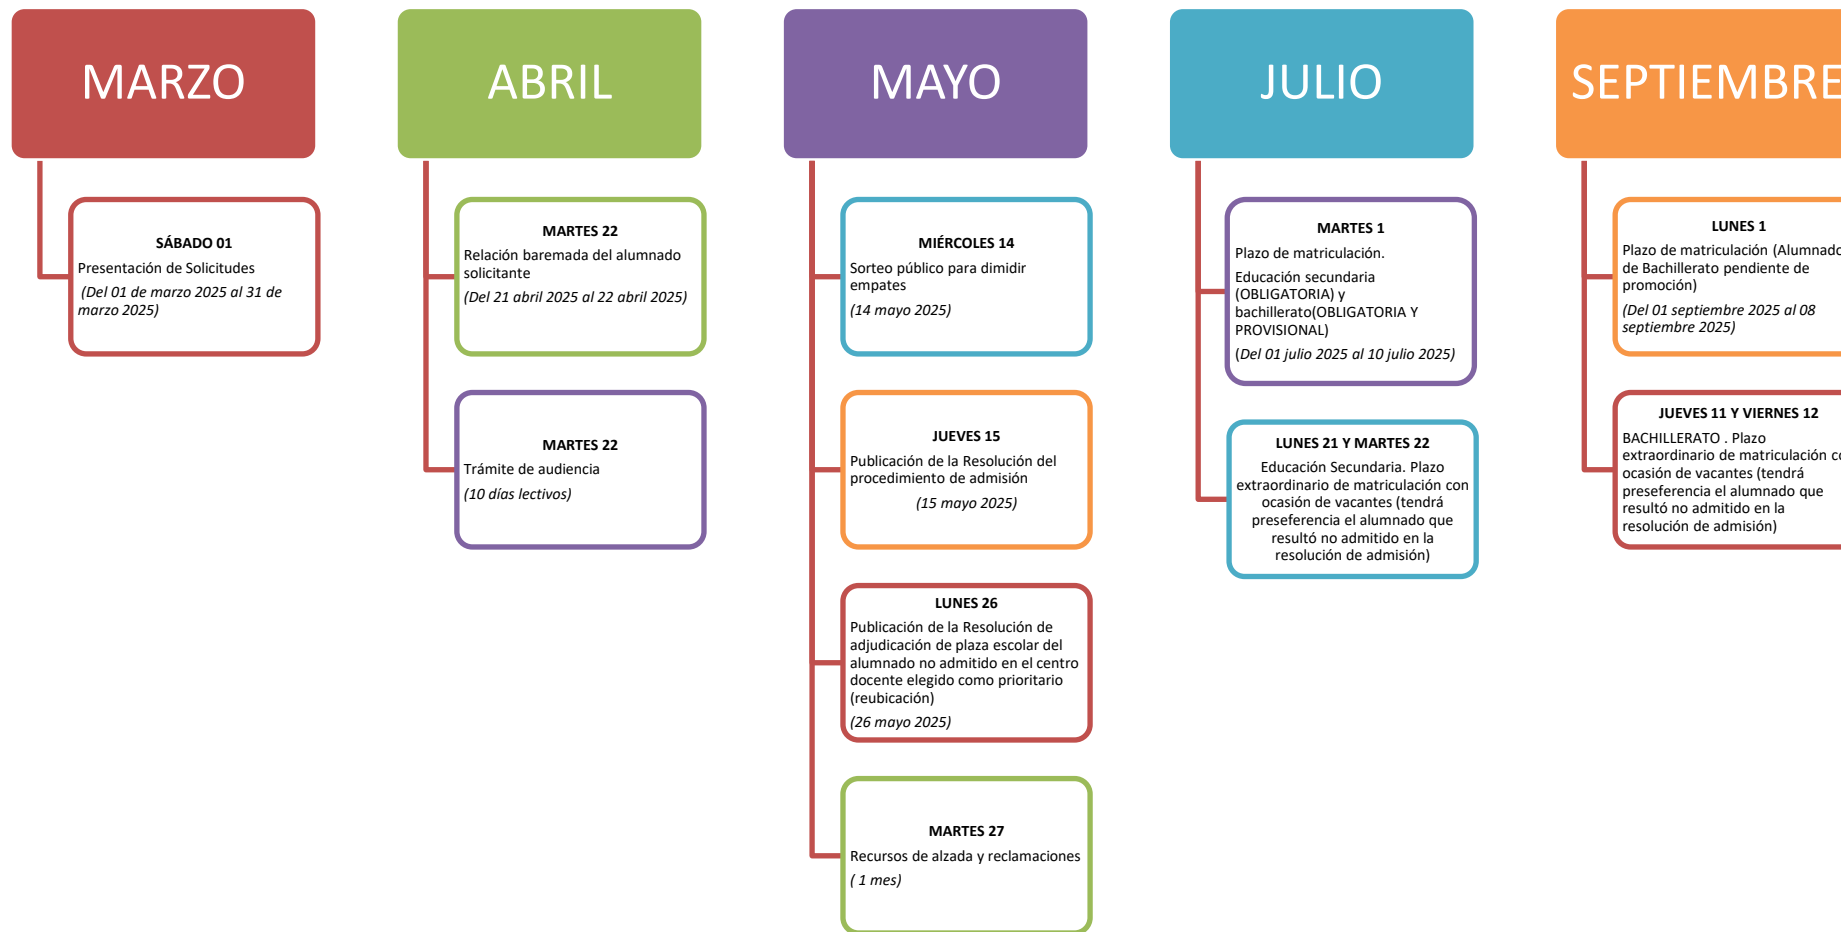 MARZO
SÁBADO 01
Presentación de Solicitudes
(Del 01 de marzo 2025 al 31 de
marzo 2025)
ABRIL
MARTES 22
Relación baremada del alumnado
solicitante
(Del 21 abril 2025 al 22 abril 2025)
MARTES 22
Trámite de audiencia
(10 días lectivos)
MAYO
MIÉRCOLES 14
Sorteo público para dimidir
empates
(14 mayo 2025)
JUEVES 15
Publicación de la Resolución del
procedimiento de admisión
(15 mayo 2025)
LUNES 26
Publicación de la Resolución de
adjudicación de plaza escolar del
alumnado no admitido en el centro
docente elegido como prioritario
(reubicación)
(26 mayo 2025)
MARTES 27
Recursos de alzada y reclamaciones
( 1 mes)
JULIO
MARTES 1
Plazo de matriculación.
Educación secundaria
(OBLIGATORIA) y
bachillerato(OBLIGATORIA Y
PROVISIONAL)
(Del 01 julio 2025 al 10 julio 2025)
LUNES 21 Y MARTES 22
Educación Secundaria. Plazo
extraordinario de matriculación con
ocasión de vacantes (tendrá
preseferencia el alumnado que
resultó no admitido en la
resolución de admisión)
SEPTIEMBRE
LUNES 1
Plazo de matriculación (Alumnado
de Bachillerato pendiente de
promoción)
(Del 01 septiembre 2025 al 08
septiembre 2025)
JUEVES 11 Y VIERNES 12
BACHILLERATO . Plazo
extraordinario de matriculación
ocasión de vacantes (tendrá
preseferencia el alumnado que
resultó no admitido en la
resolución de admisión)